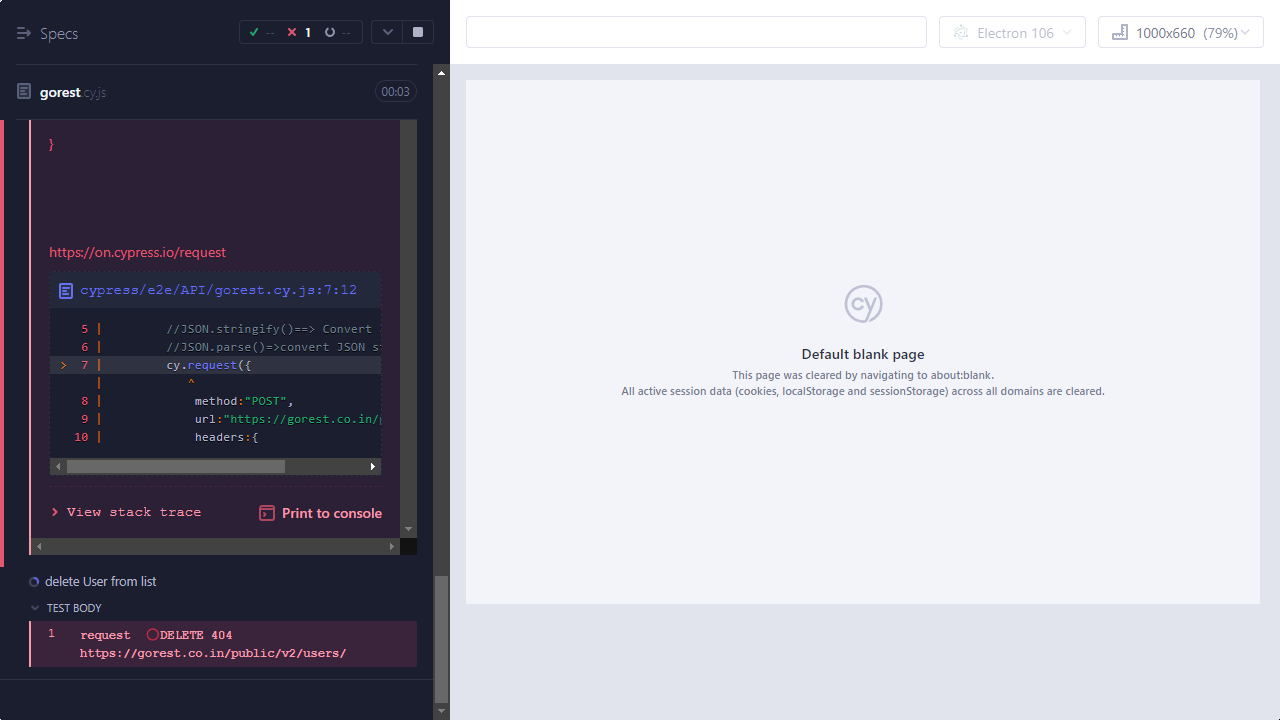 Specs
--
1
--
Electron 106
1000x660 (79%)
gorest cy.js
00:03
}
https://on.cypress.io/request
cypress/e2e/API/gorest.cy.js:7:12
5 | //JSON.stringify()==> Convert
6 | //JSON.parse()=>convert JSON s
> 7 | cy.request({
| ^
8 | method:"POST",
9 | url:"https://gorest.co.in/
10 | headers:{
View stack trace
Print to console
delete User from list
TEST BODY
1 request DELETE 404
https://gorest.co.in/public/v2/users/
cy
Default blank page
This page was cleared by navigating to about:blank.
All active session data (cookies, localStorage and sessionStorage) across all domains are cleared.